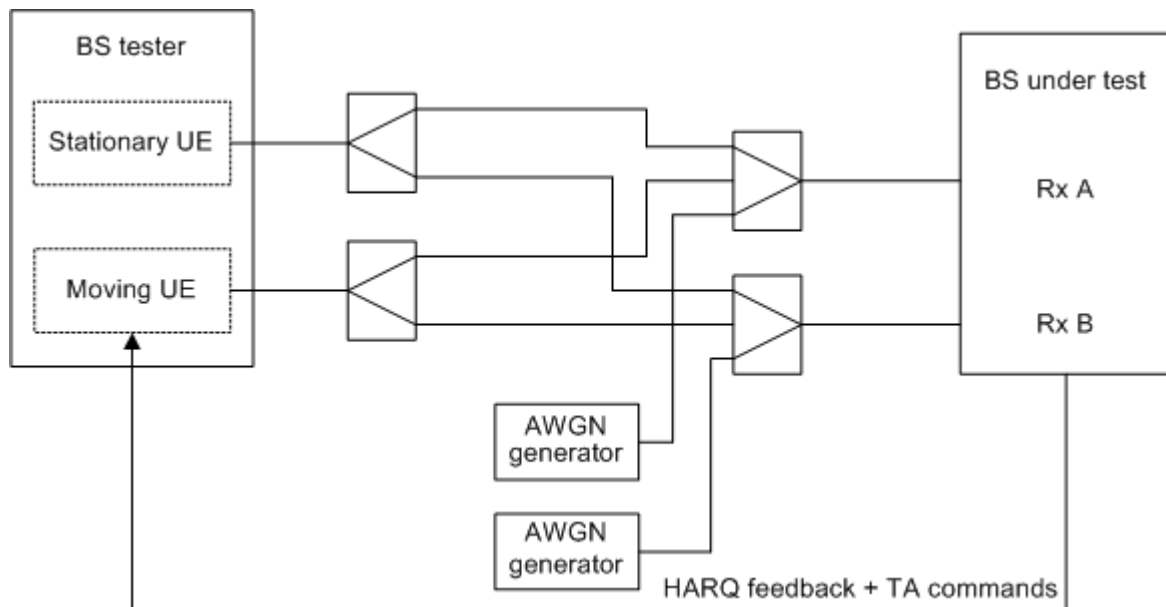 BS tester
Stationary UE
Moving UE
BS under test
Rx A
Rx B
AWGN
generator
AWGN
generator
HARQ feedback + TA commands